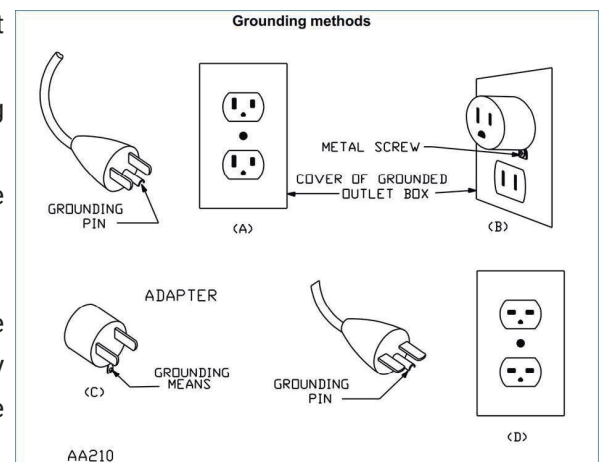 Grounding methods
METAL SCREW
COVER OF GROUNDED
OUTLET BOX
GROUNDING
PIN
(A)
(B)
ADAPTER
GROUNDING
MEANS
(C)
GROUNDING
PIN
(D)
AA210